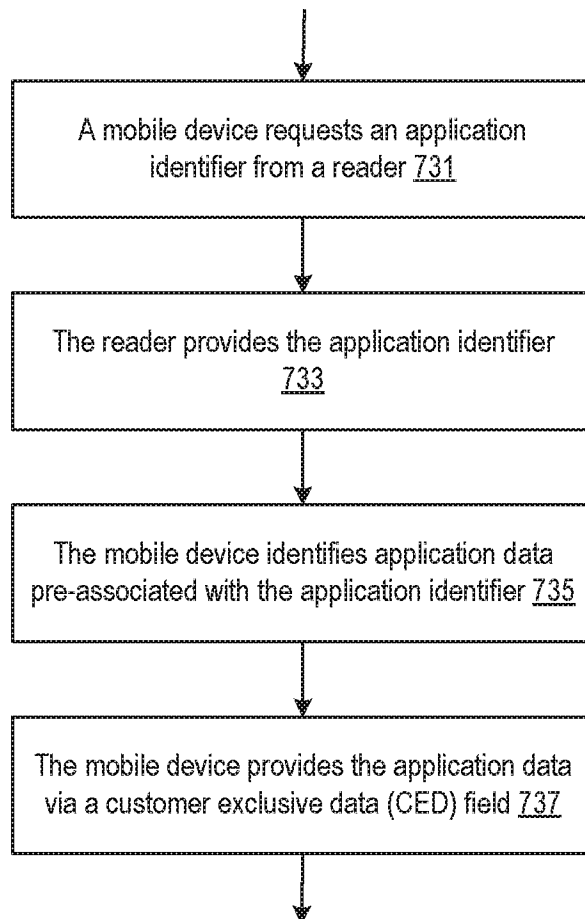 A mobile device requests an application
identifier from a reader 731
The reader provides the application identifier
733
The mobile device identifies application data
pre-associated with the application identifier 735
The mobile device provides the application data
via a customer exclusive data (CED) field 737